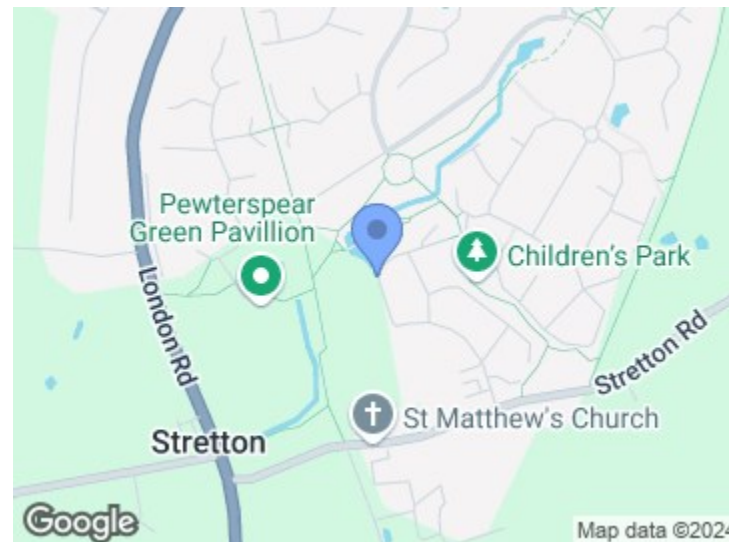 Pewterspear
Green Pavillion
Children's Park
London Rd
Stretton Rd
St Matthew's Church
Stretton
Google
Map data ©2024